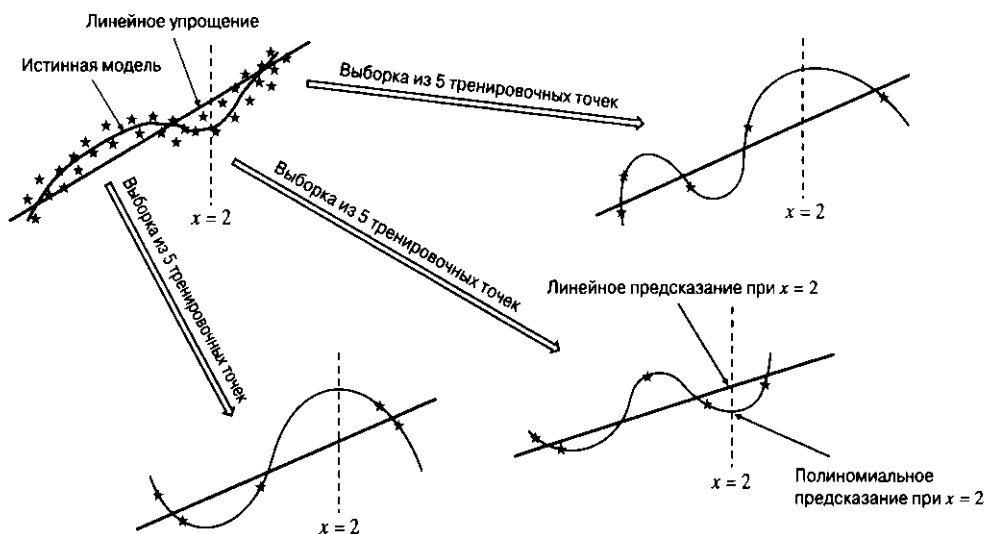 Линейное упрощение
Истинная модель
x = 2
Выборка из 5 тренировочных точек
x = 2
Выборка из 5 тренировочных
точек
Выборка из 5 тренировочных
точек
Линейное предсказание при x = 2
x = 2
Полиномиальное
предсказание при x = 2
x = 2